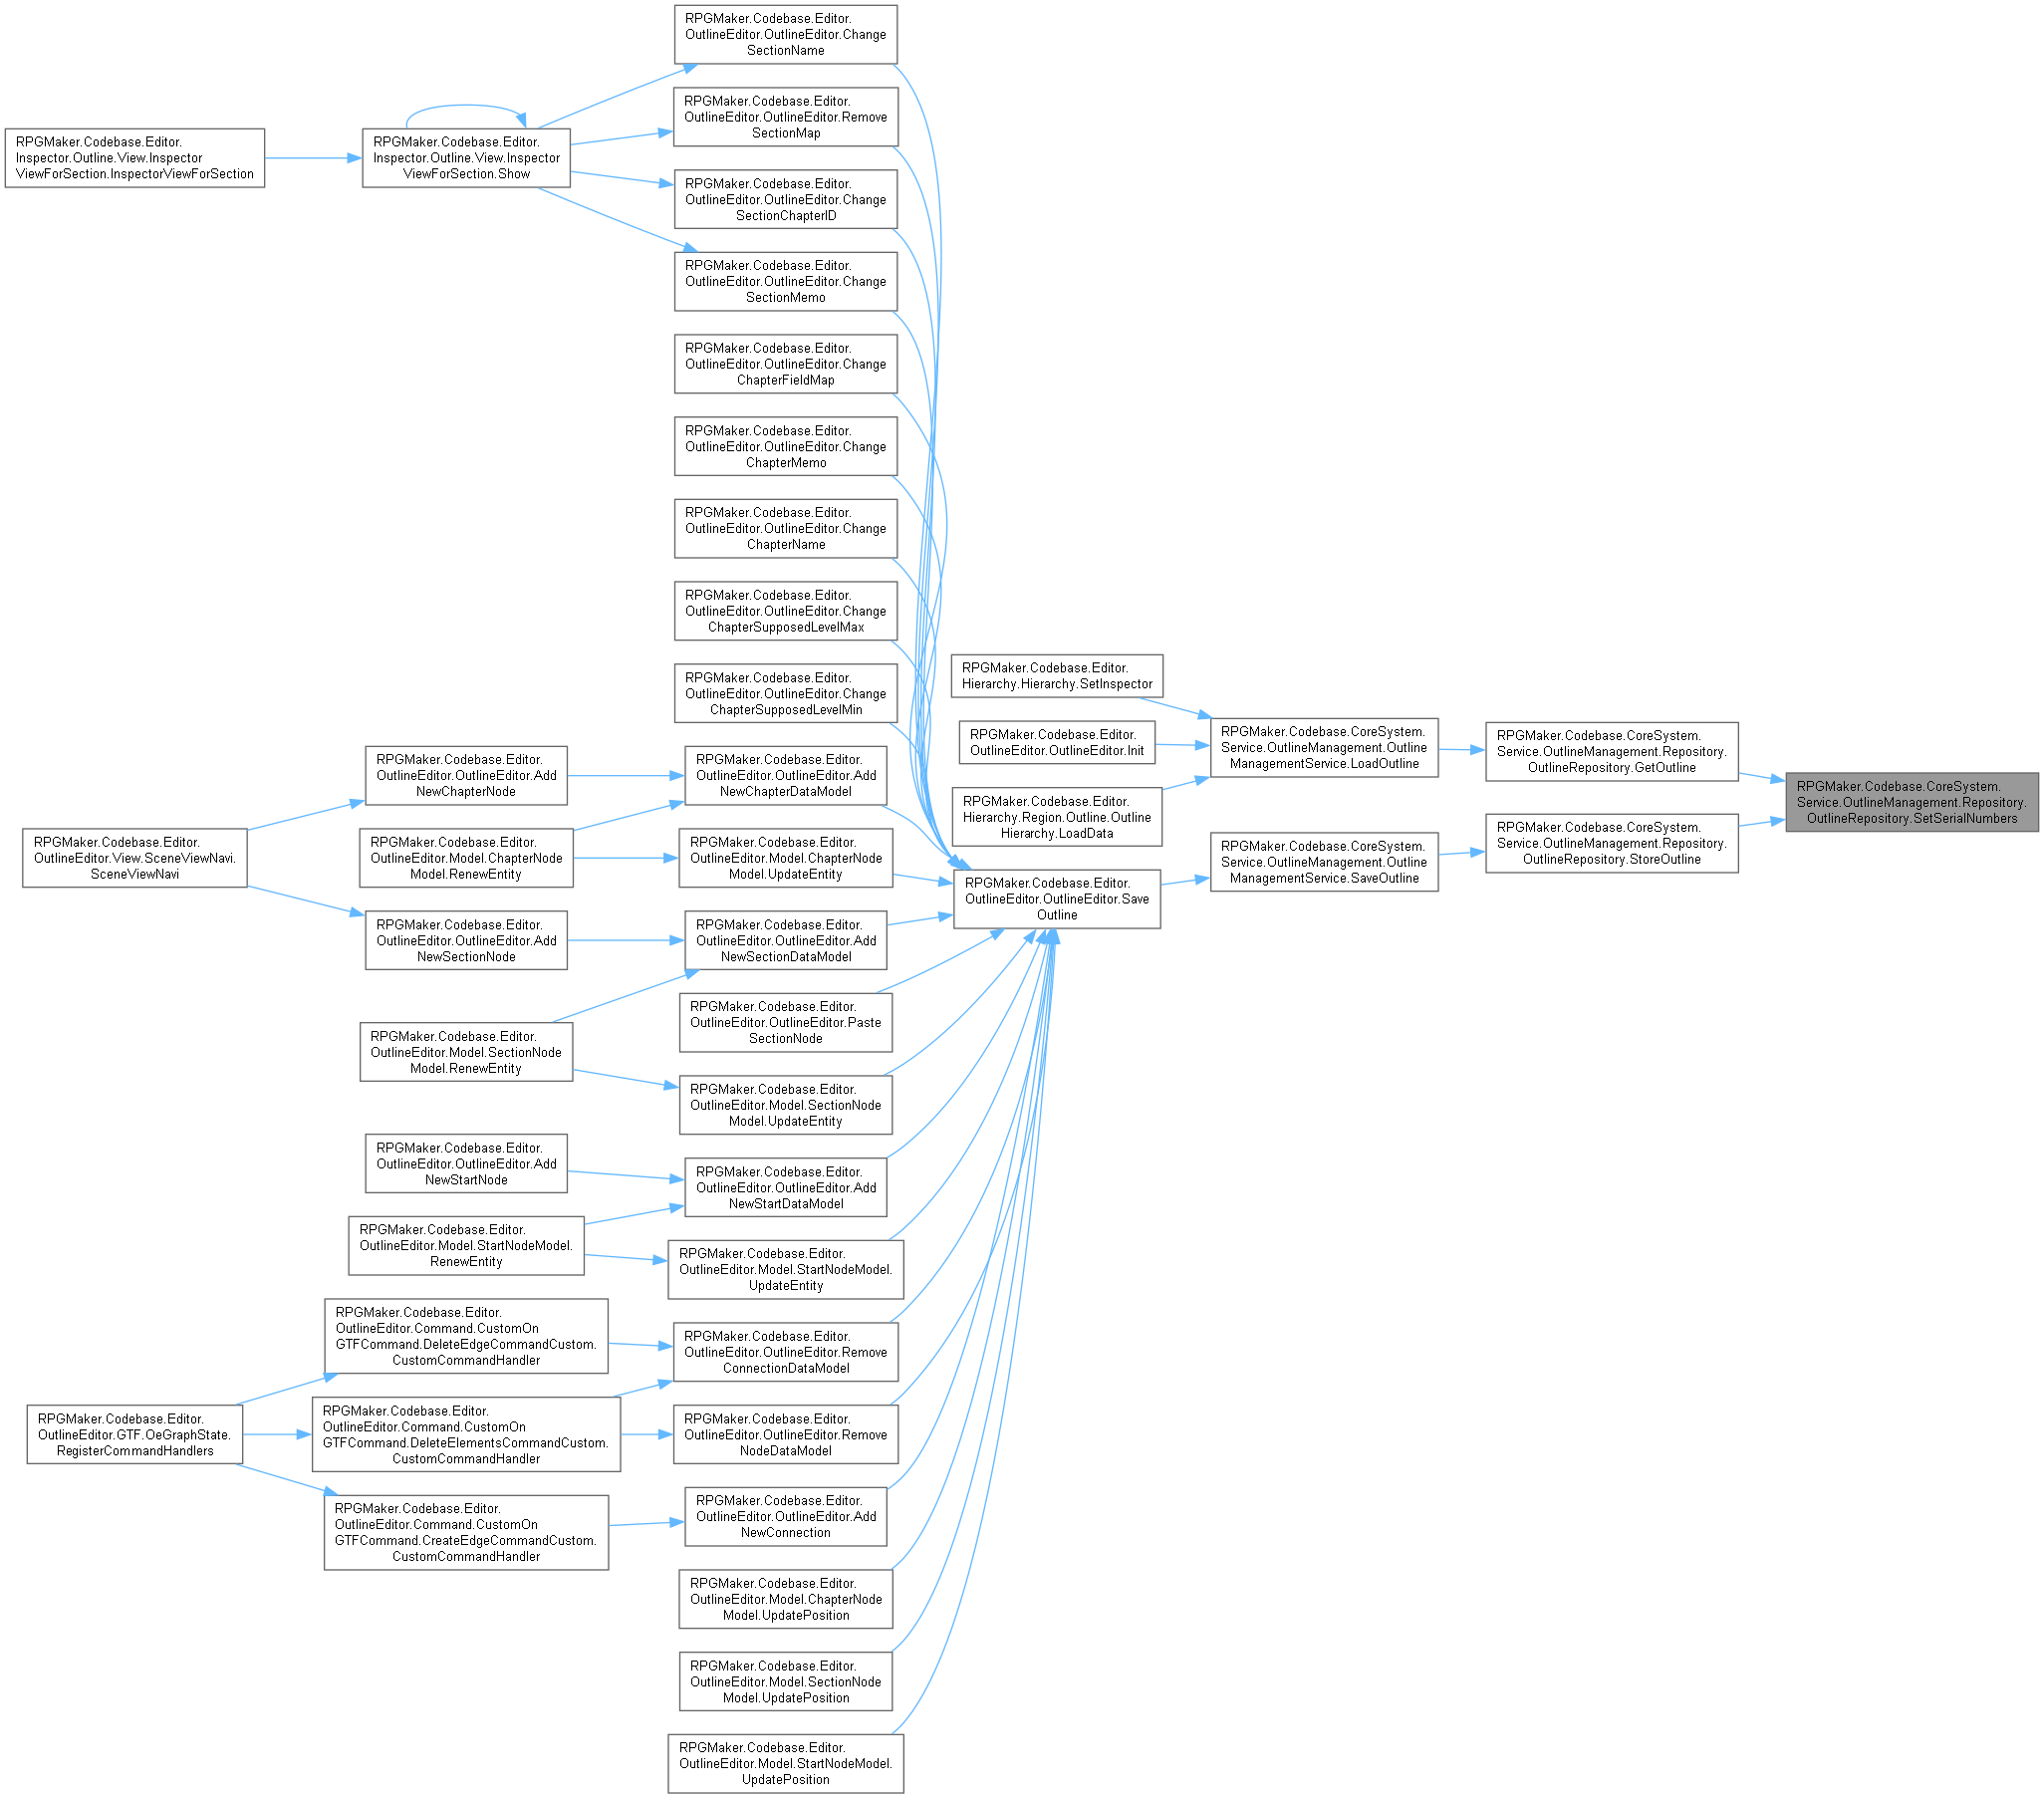 RPGMaker.Codebase.Editor.
OutlineEditor.OutlineEditor.Change
SectionName
RPGMaker.Codebase.Editor.
OutlineEditor.OutlineEditor.Remove
SectionMap
RPGMaker.Codebase.Editor.
Inspector.Outline.View.Inspector
ViewForSection.InspectorViewForSection
RPGMaker.Codebase.Editor.
Inspector.Outline.View.Inspector
ViewForSection.Show
RPGMaker.Codebase.Editor.
OutlineEditor.OutlineEditor.Change
SectionChapterID
RPGMaker.Codebase.Editor.
OutlineEditor.OutlineEditor.Change
SectionMemo
RPGMaker.Codebase.Editor.
OutlineEditor.OutlineEditor.Change
ChapterFieldMap
RPGMaker.Codebase.Editor.
OutlineEditor.OutlineEditor.Change
ChapterMemo
RPGMaker.Codebase.Editor.
OutlineEditor.OutlineEditor.Change
ChapterName
RPGMaker.Codebase.Editor.
OutlineEditor.OutlineEditor.Change
ChapterSupposedLevelMax
RPGMaker.Codebase.Editor.
OutlineEditor.OutlineEditor.Change
ChapterSupposedLevelMin
RPGMaker.Codebase.Editor.
Hierarchy.Hierarchy.SetInspector
RPGMaker.Codebase.Editor.
OutlineEditor.OutlineEditor.Init
RPGMaker.Codebase.CoreSystem.
Service.OutlineManagement.Outline
ManagementService.LoadOutline
RPGMaker.Codebase.CoreSystem.
Service.OutlineManagement.Repository.
OutlineRepository.GetOutline
RPGMaker.Codebase.Editor.
OutlineEditor.OutlineEditor.Add
NewChapterNode
RPGMaker.Codebase.Editor.
OutlineEditor.OutlineEditor.Add
NewChapterDataModel
RPGMaker.Codebase.Editor.
Hierarchy.Region.Outline.Outline
Hierarchy.LoadData
RPGMaker.Codebase.CoreSystem.
Service.OutlineManagement.Repository.
OutlineRepository.SetSerialNumbers
RPGMaker.Codebase.Editor.
OutlineEditor.View.SceneViewNavi.
SceneViewNavi
RPGMaker.Codebase.Editor.
OutlineEditor.Model.ChapterNode
Model.RenewEntity
RPGMaker.Codebase.Editor.
OutlineEditor.Model.ChapterNode
Model.UpdateEntity
RPGMaker.Codebase.CoreSystem.
Service.OutlineManagement.Outline
ManagementService.SaveOutline
RPGMaker.Codebase.CoreSystem.
Service.OutlineManagement.Repository.
OutlineRepository.StoreOutline
RPGMaker.Codebase.Editor.
OutlineEditor.OutlineEditor.Save
Outline
RPGMaker.Codebase.Editor.
OutlineEditor.OutlineEditor.Add
NewSectionNode
RPGMaker.Codebase.Editor.
OutlineEditor.OutlineEditor.Add
NewSectionDataModel
RPGMaker.Codebase.Editor.
OutlineEditor.OutlineEditor.Paste
SectionNode
RPGMaker.Codebase.Editor.
OutlineEditor.Model.SectionNode
Model.RenewEntity
RPGMaker.Codebase.Editor.
OutlineEditor.Model.SectionNode
Model.UpdateEntity
RPGMaker.Codebase.Editor.
OutlineEditor.OutlineEditor.Add
NewStartNode
RPGMaker.Codebase.Editor.
OutlineEditor.OutlineEditor.Add
NewStartDataModel
RPGMaker.Codebase.Editor.
OutlineEditor.Model.StartNodeModel.
RenewEntity
RPGMaker.Codebase.Editor.
OutlineEditor.Model.StartNodeModel.
UpdateEntity
RPGMaker.Codebase.Editor.
OutlineEditor.Command.CustomOn
GTFCommand.DeleteEdgeCommandCustom.
CustomCommandHandler
RPGMaker.Codebase.Editor.
OutlineEditor.OutlineEditor.Remove
ConnectionDataModel
RPGMaker.Codebase.Editor.
OutlineEditor.GTF.OeGraphState.
RegisterCommandHandlers
RPGMaker.Codebase.Editor.
OutlineEditor.Command.CustomOn
GTFCommand.DeleteElementsCommandCustom.
CustomCommandHandler
RPGMaker.Codebase.Editor.
OutlineEditor.OutlineEditor.Remove
NodeDataModel
RPGMaker.Codebase.Editor.
OutlineEditor.Command.CustomOn
GTFCommand.CreateEdgeCommandCustom.
CustomCommandHandler
RPGMaker.Codebase.Editor.
OutlineEditor.OutlineEditor.Add
NewConnection
RPGMaker.Codebase.Editor.
OutlineEditor.Model.ChapterNode
Model.UpdatePosition
RPGMaker.Codebase.Editor.
OutlineEditor.Model.SectionNode
Model.UpdatePosition
RPGMaker.Codebase.Editor.
OutlineEditor.Model.StartNodeModel.
UpdatePosition